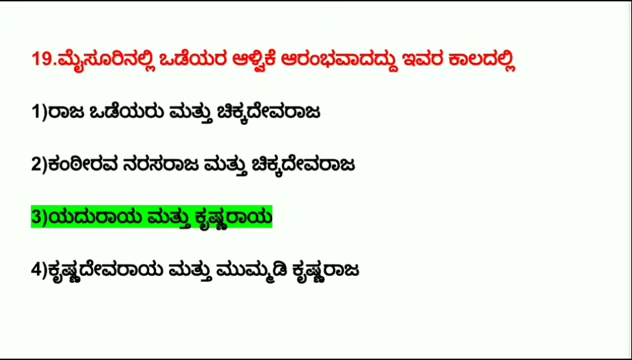 19.ಮೈಸೂರಿನಲ್ಲಿ ಒಡೆಯರ ಆಳ್ವಿಕೆ ಆರಂಭವಾದದ್ದು ಇವರ ಕಾಲದಲ್ಲಿ
1)ರಾಜ ಒಡೆಯರು ಮತ್ತು ಚಿಕ್ಕದೇವರಾಜ
2)ಕಂಠೀರವ ನರಸರಾಜ ಮತ್ತು ಚಿಕ್ಕದೇವರಾಜ
3)ಯದುರಾಯ ಮತ್ತು ಕೃಷ್ಣರಾಯ
4)ಕೃಷ್ಣದೇವರಾಯ ಮತ್ತು ಮುಮ್ಮಡಿ ಕೃಷ್ಣರಾಜ